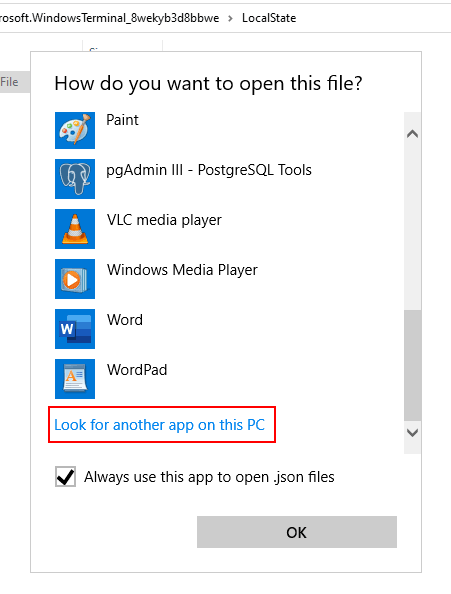 rosoft.WindowsTerminal_8wekyb3d8bbwe > LocalState
File
How do you want to open this file?
Paint
pgAdmin III - PostgreSQL Tools
VLC media player
Windows Media Player
Word
WordPad
Look for another app on this PC
Always use this app to open .json files
OK